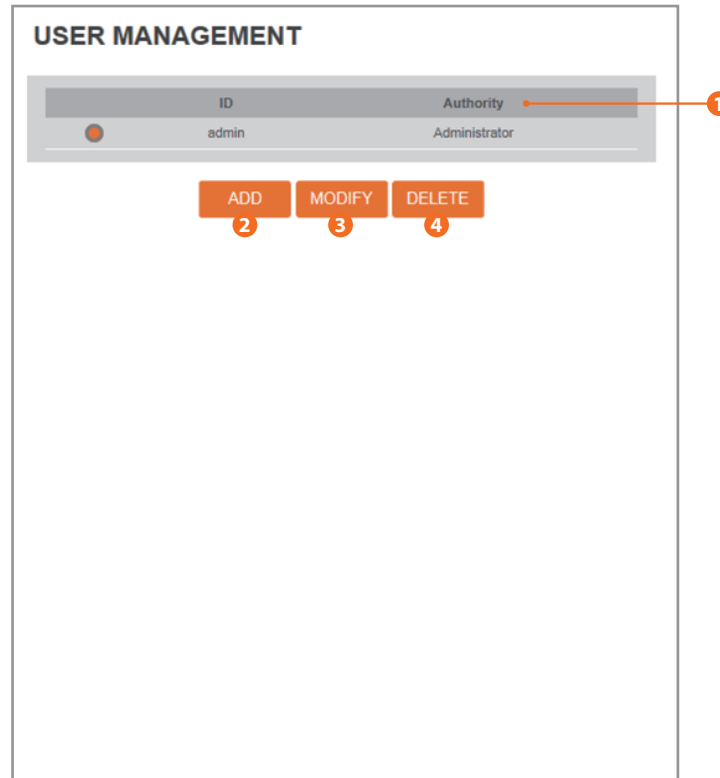 USER MANAGEMENT
ID Authority 1
admin Administrator
ADD MODIFY DELETE
2 3 4